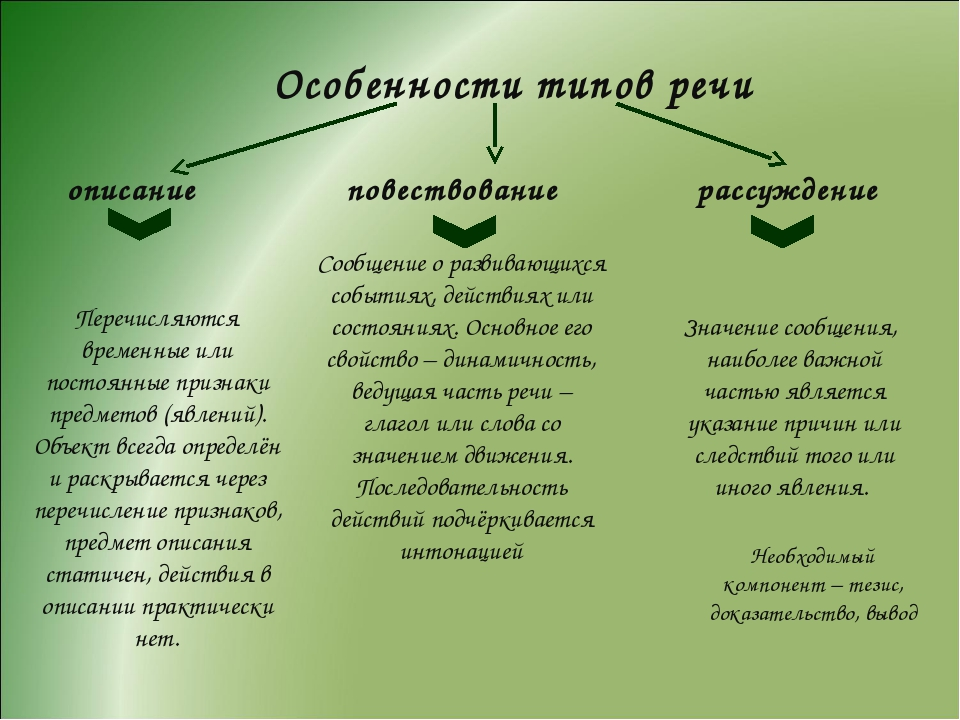 Особенности типов речи
описание
повествование
рассуждение
Перечисляются
временные или
постоянные признаки
предметов (явлений).
Объект всегда определён
и раскрывается через
перечисление признаков,
предмет описания
статичен, действия в
описании практически
нет.
Сообщение о развивающихся
событиях, действиях или
состояниях. Основное его
свойство – динамичность,
ведущая часть речи –
глагол или слова со
значением движения.
Последовательность
действий подчёркивается
интонацией
Значение сообщения,
наиболее важной
частью является
указание причин или
следствий того или
иного явления.
Необходимый
компонент – тезис,
доказательство, вывод